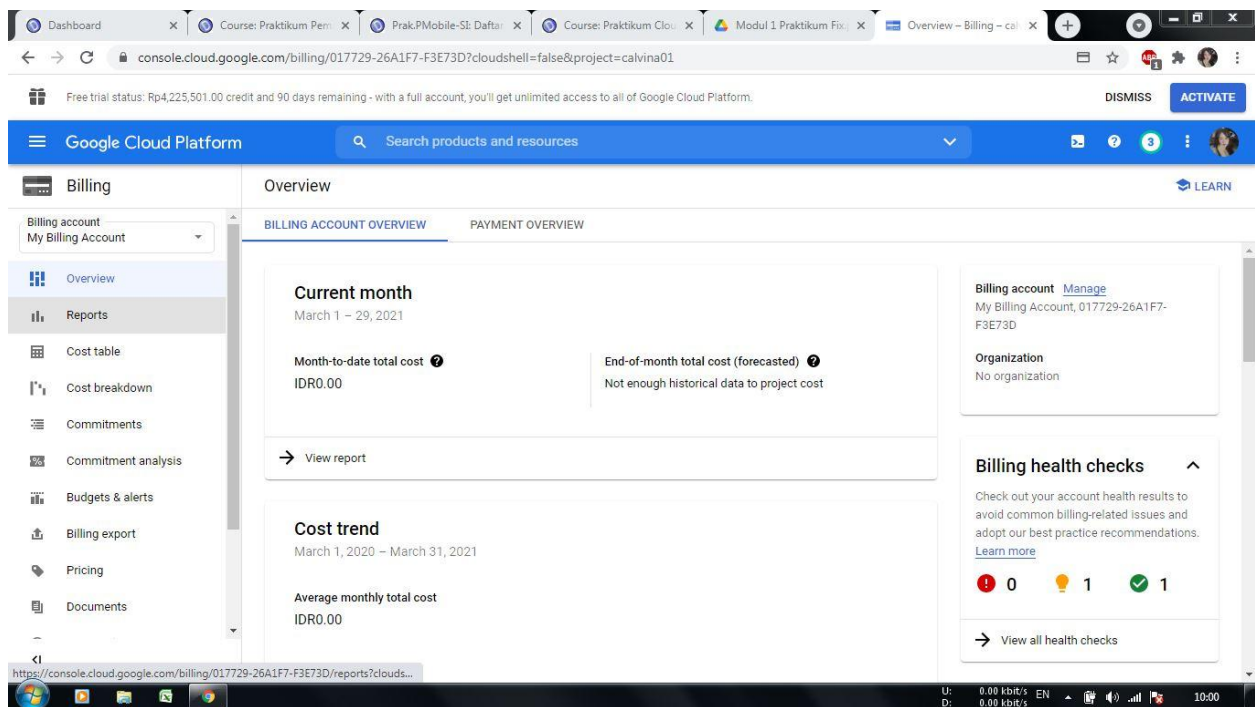 Dashboard
Course: Praktikum Pem
Prak.PMobile-SI: Daftar
Course: Praktikum Clou
Modul 1 Praktikum Fix
Overview – Billing – cal
console.cloud.google.com/billing/017729-26A1F7-F3E73D?cloudshell=false&project=calvina01
ABP
1
Free trial status: Rp4,225,501.00 credit and 90 days remaining - with a full account, you'll get unlimited access to all of Google Cloud Platform.
DISMISS
ACTIVATE
Google Cloud Platform
Search products and resources
3
Billing
Overview
LEARN
Billing account
My Billing Account
BILLING ACCOUNT OVERVIEW
PAYMENT OVERVIEW
Overview
Reports
Cost table
Cost breakdown
Commitments
Commitment analysis
Budgets & alerts
Billing export
Pricing
Documents
Current month
March 1 – 29, 2021
Month-to-date total cost
IDR0.00
End-of-month total cost (forecasted)
Not enough historical data to project cost
View report
Cost trend
March 1, 2020 – March 31, 2021
Average monthly total cost
IDR0.00
Billing account Manage
My Billing Account, 017729-26A1F7-
F3E73D
Organization
No organization
Billing health checks
Check out your account health results to
avoid common billing-related issues and
adopt our best practice recommendations.
Learn more
0
1
1
View all health checks
https://console.cloud.google.com/billing/017729-26A1F7-F3E73D/reports?clouds...
U: 0.00 kbit/s
D: 0.00 kbit/s
EN
10:00